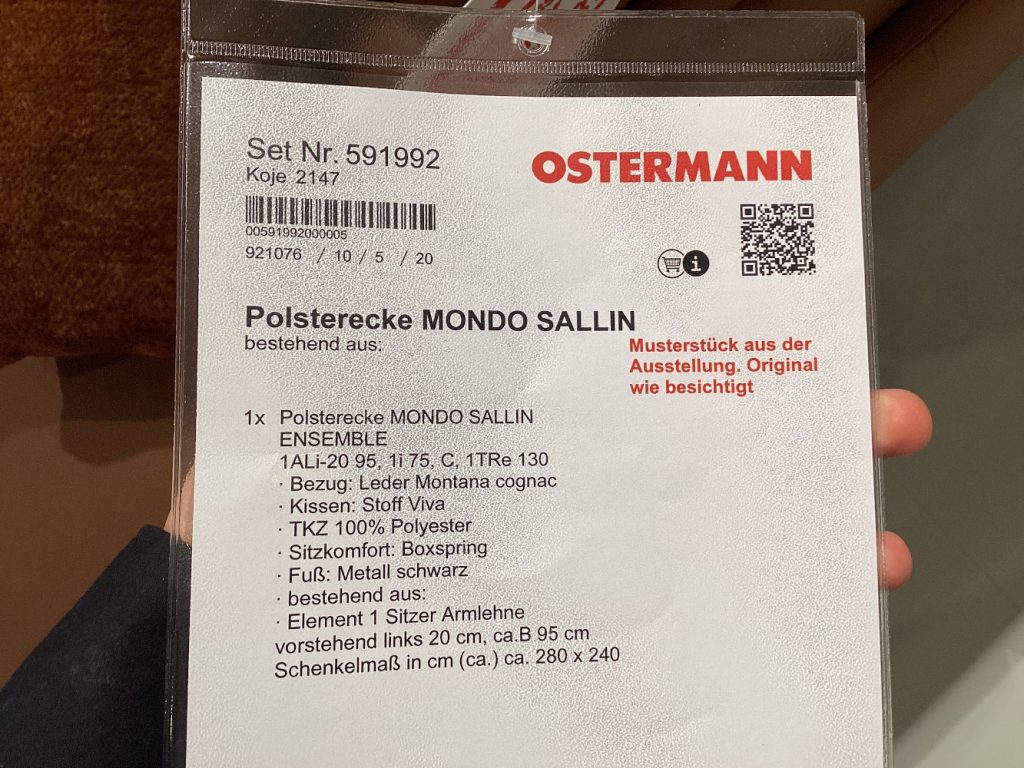 Set Nr. 591992
Koje 2147
OSTERMANN
00591992000005
921076 / 10 / 5 / 20
i
Polsterecke MONDO SALLIN
bestehend aus:
Musterstück aus der
Ausstellung. Original
wie besichtigt
1x Polsterecke MONDO SALLIN
ENSEMBLE
1ALi-20 95, 1i 75, C, 1TRe 130
· Bezug: Leder Montana cognac
· Kissen: Stoff Viva
· TKZ 100% Polyester
· Sitzkomfort: Boxspring
· Fuß: Metall schwarz
· bestehend aus:
· Element 1 Sitzer Armlehne
vorstehend links 20 cm, ca.B 95 cm
Schenkelmaß in cm (ca.) ca. 280 x 240